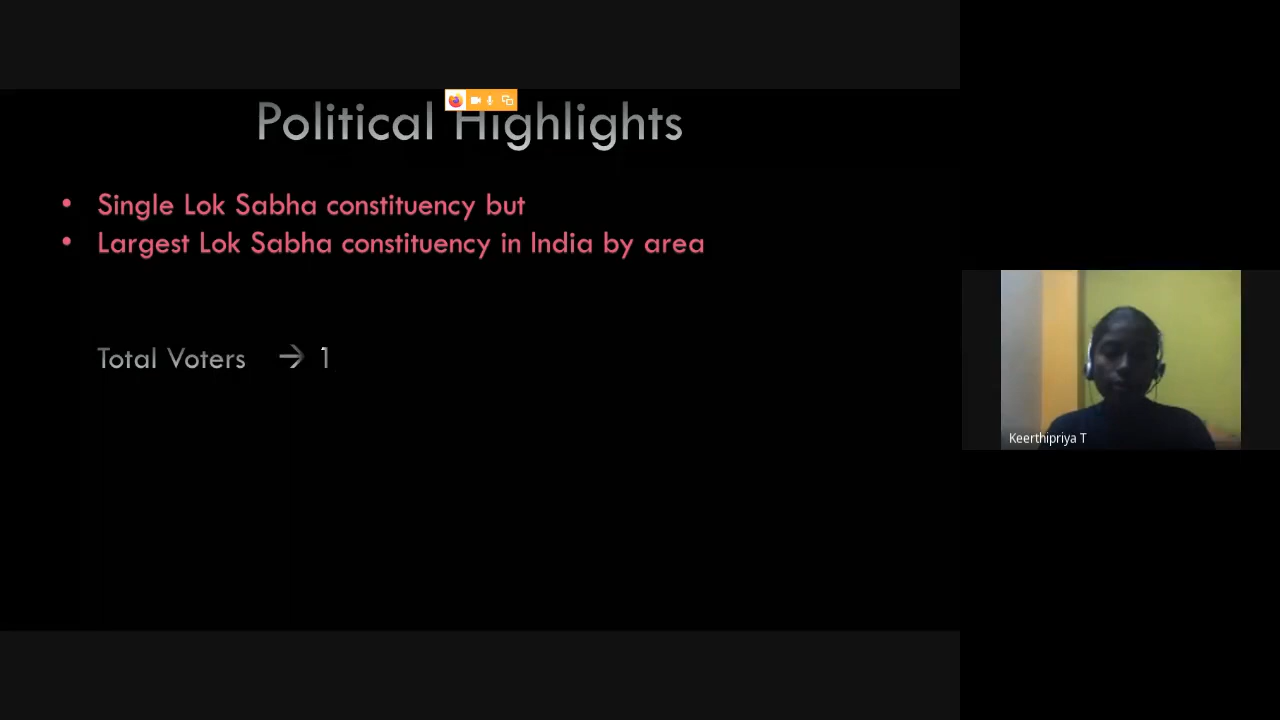 Political Highlights
• Single Lok Sabha constituency but
• Largest Lok Sabha constituency in India by area
Total Voters → 1
Keerthipriya T